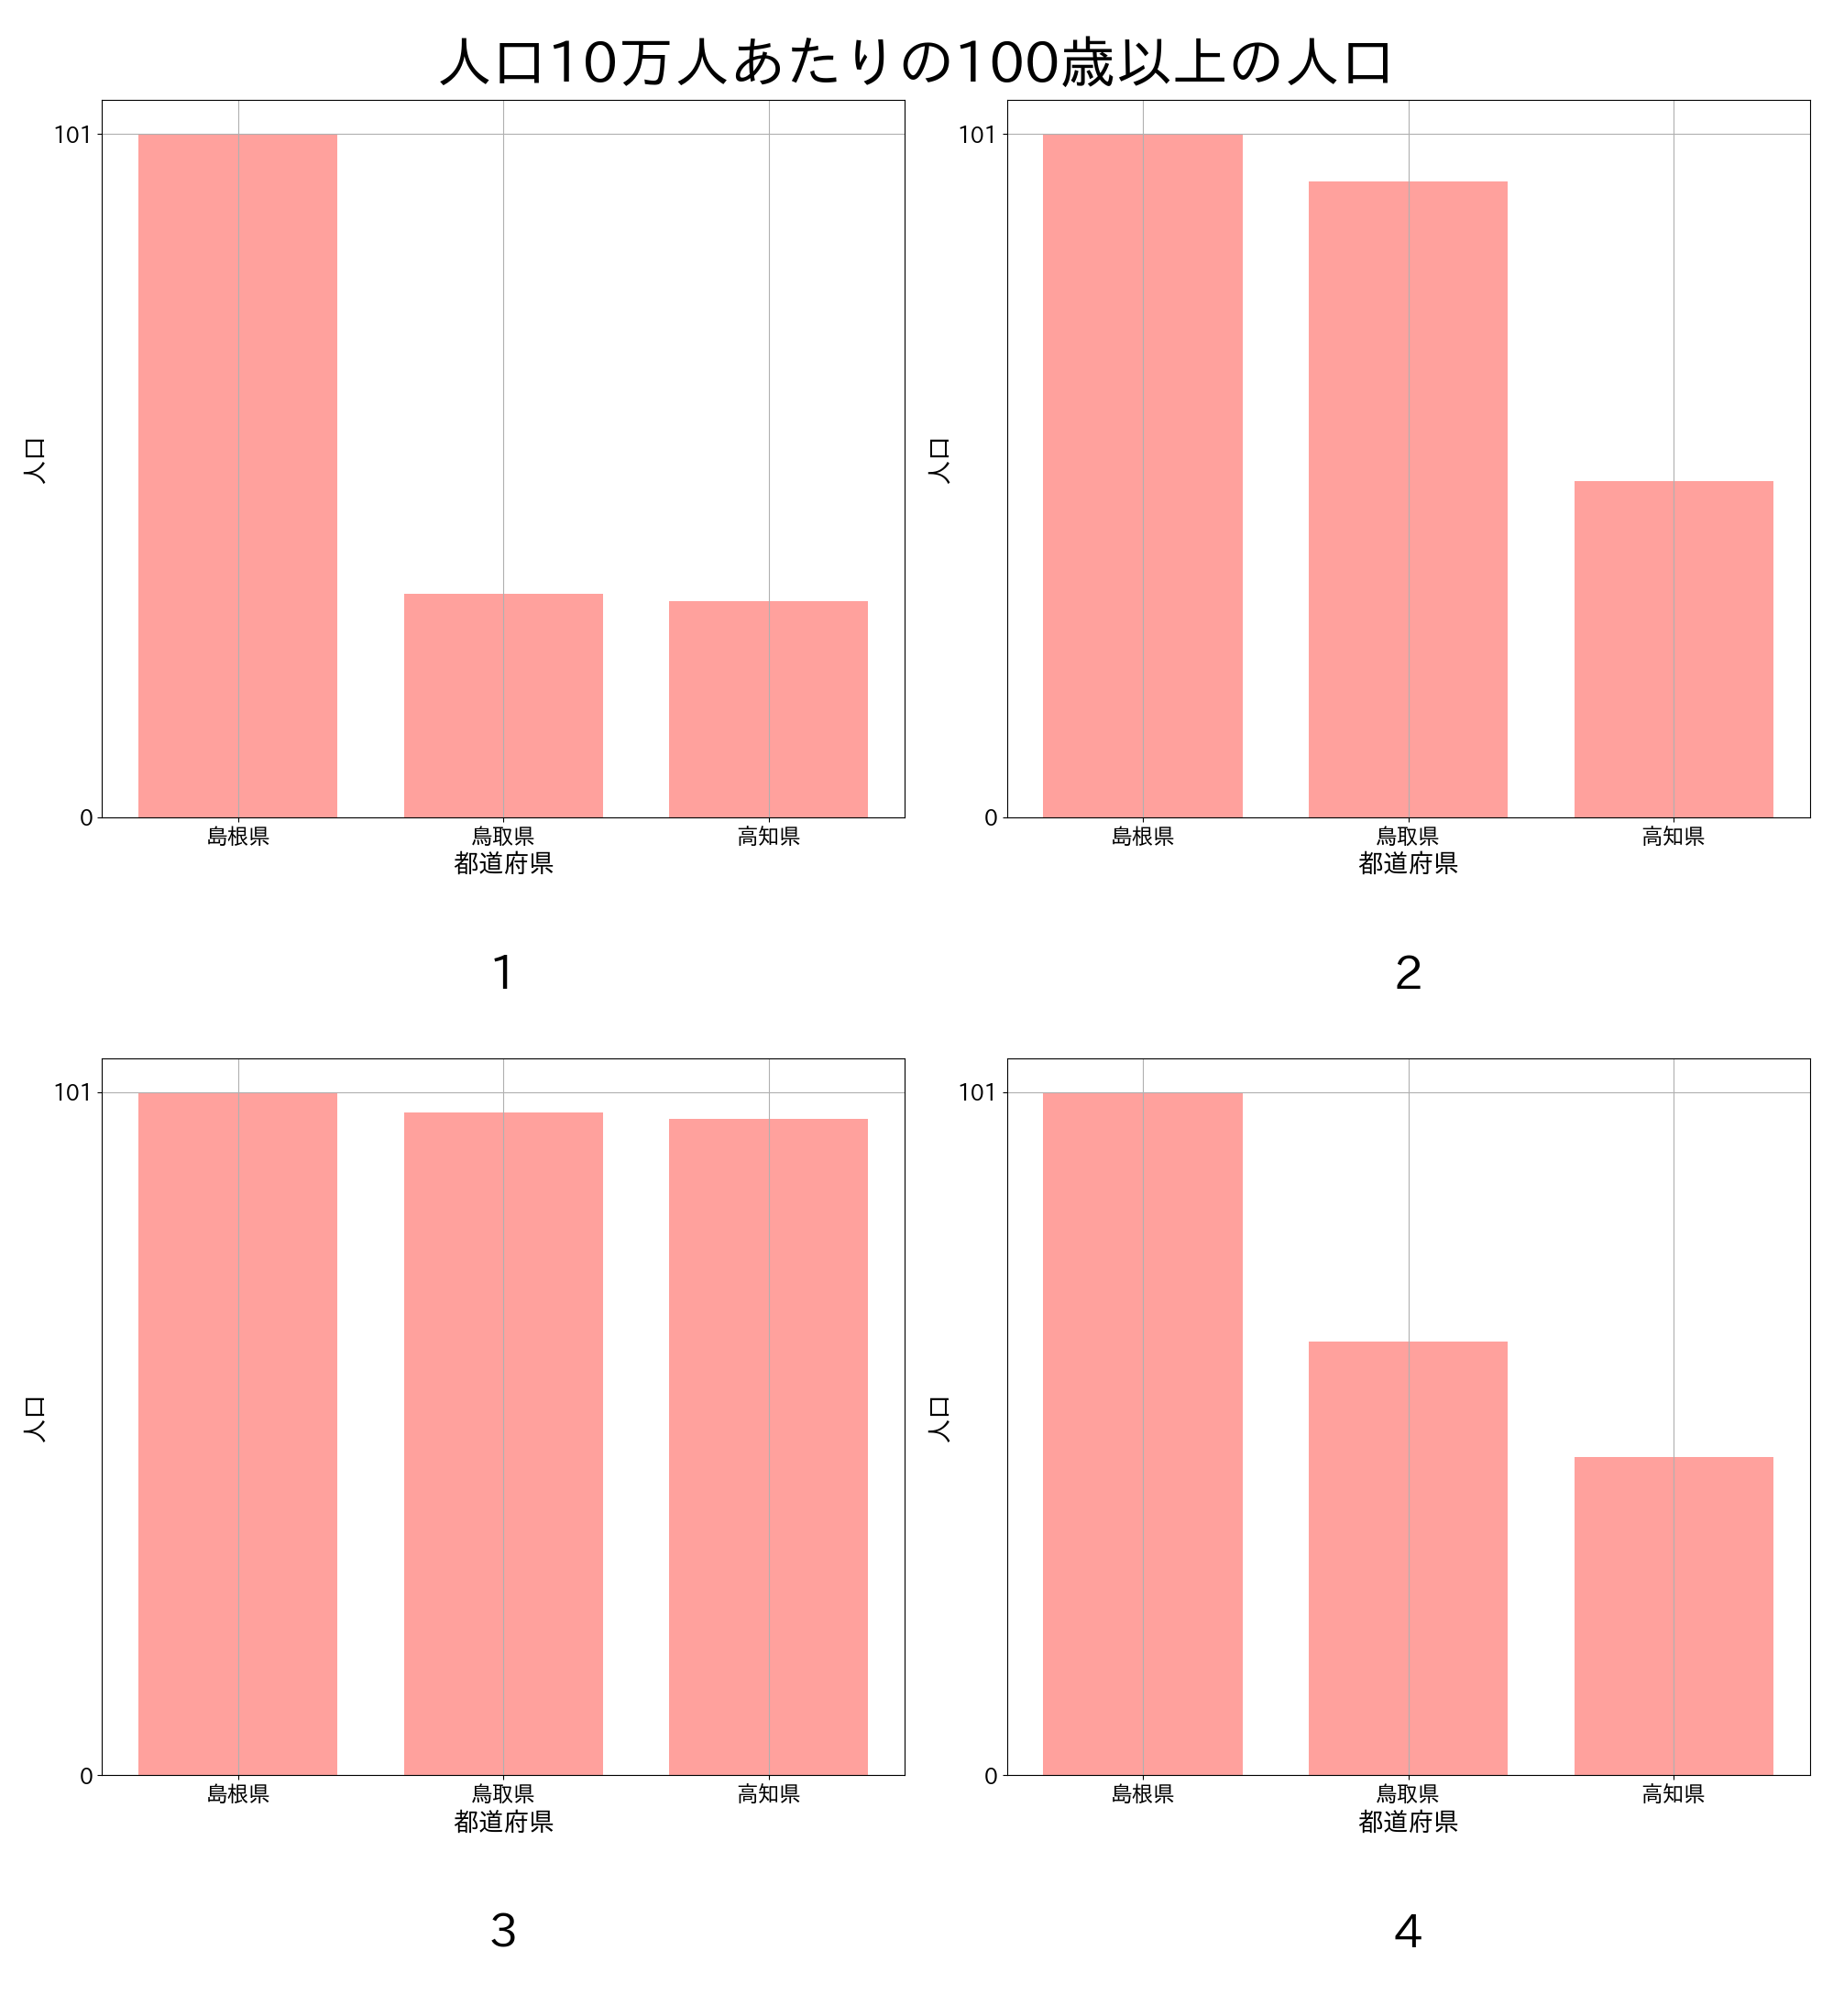 人口10万人あたりの100歳以上の人口
101
0
人口
島根県 鳥取県 高知県
都道府県
1
101
0
人口
島根県 鳥取県 高知県
都道府県
2
101
0
人口
島根県 鳥取県 高知県
都道府県
3
101
0
人口
島根県 鳥取県 高知県
都道府県
4